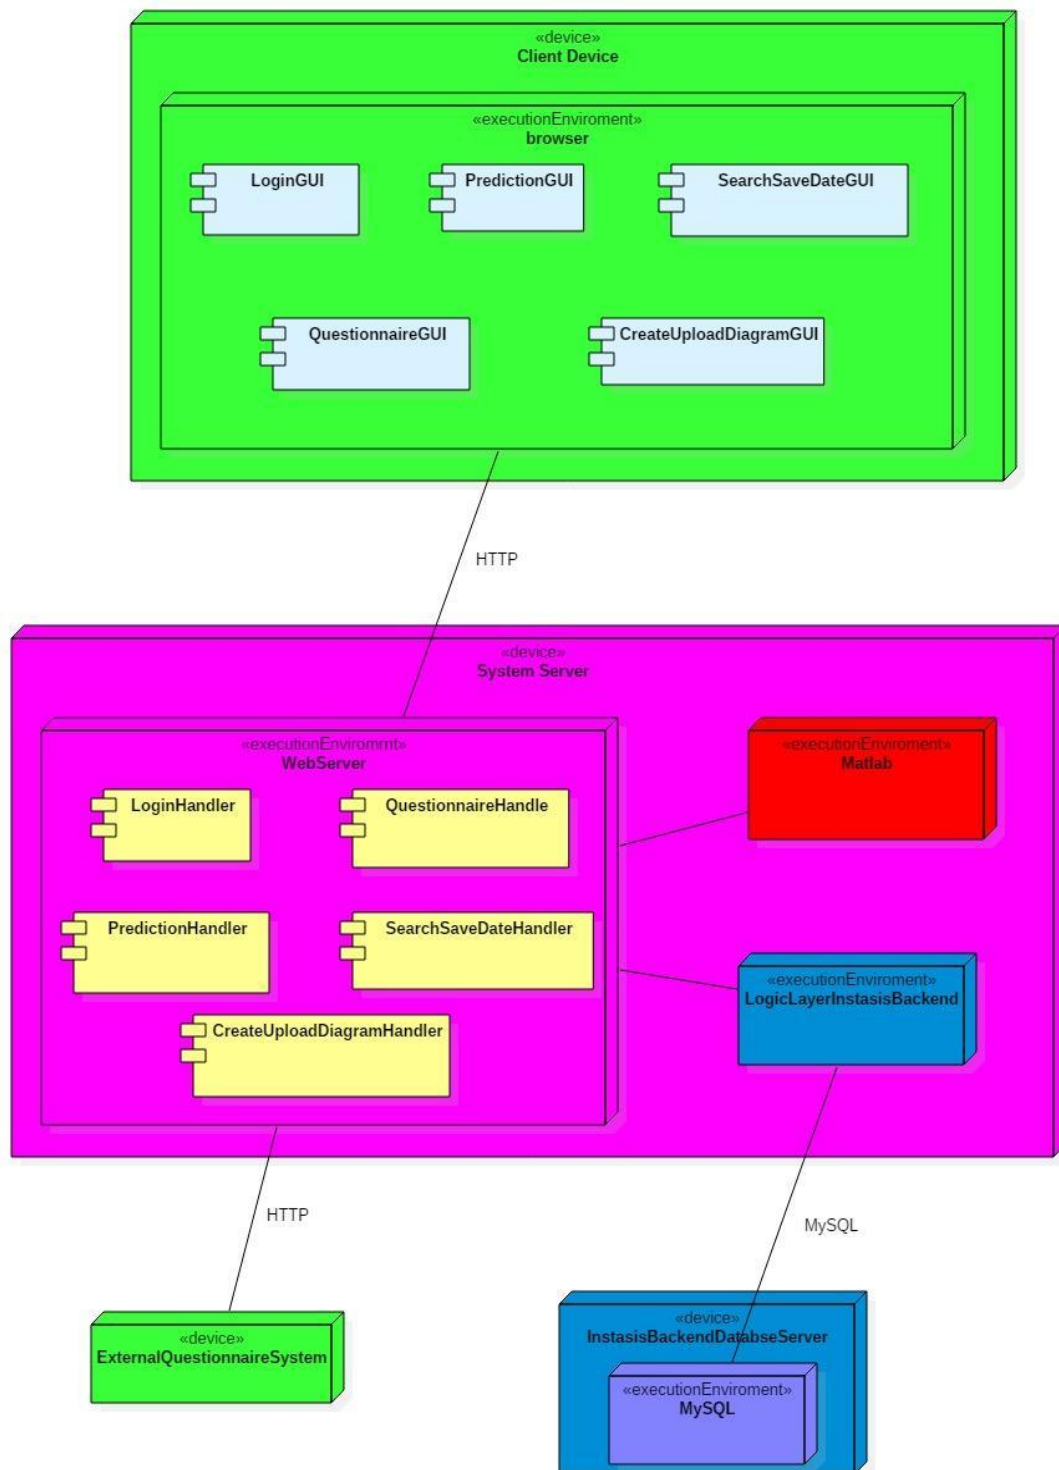 «device»
Client Device
«executionEnviroment»
browser
LoginGUI
PredictionGUI
SearchSaveDateGUI
QuestionnaireGUI
CreateUploadDiagramGUI
HTTP
«device»
System Server
«executionEnviromrnt»
WebServer
«executionEnviroment»
Matlab
LoginHandler
QuestionnaireHandle
PredictionHandler
SearchSaveDateHandler
«executionEnviroment»
LogicLayerInstasisBackend
CreateUploadDiagramHandler
HTTP
MySQL
«device»
ExternalQuestionnaireSystem
«device»
InstasisBackendDatabseServer
«executionEnviroment»
MySQL